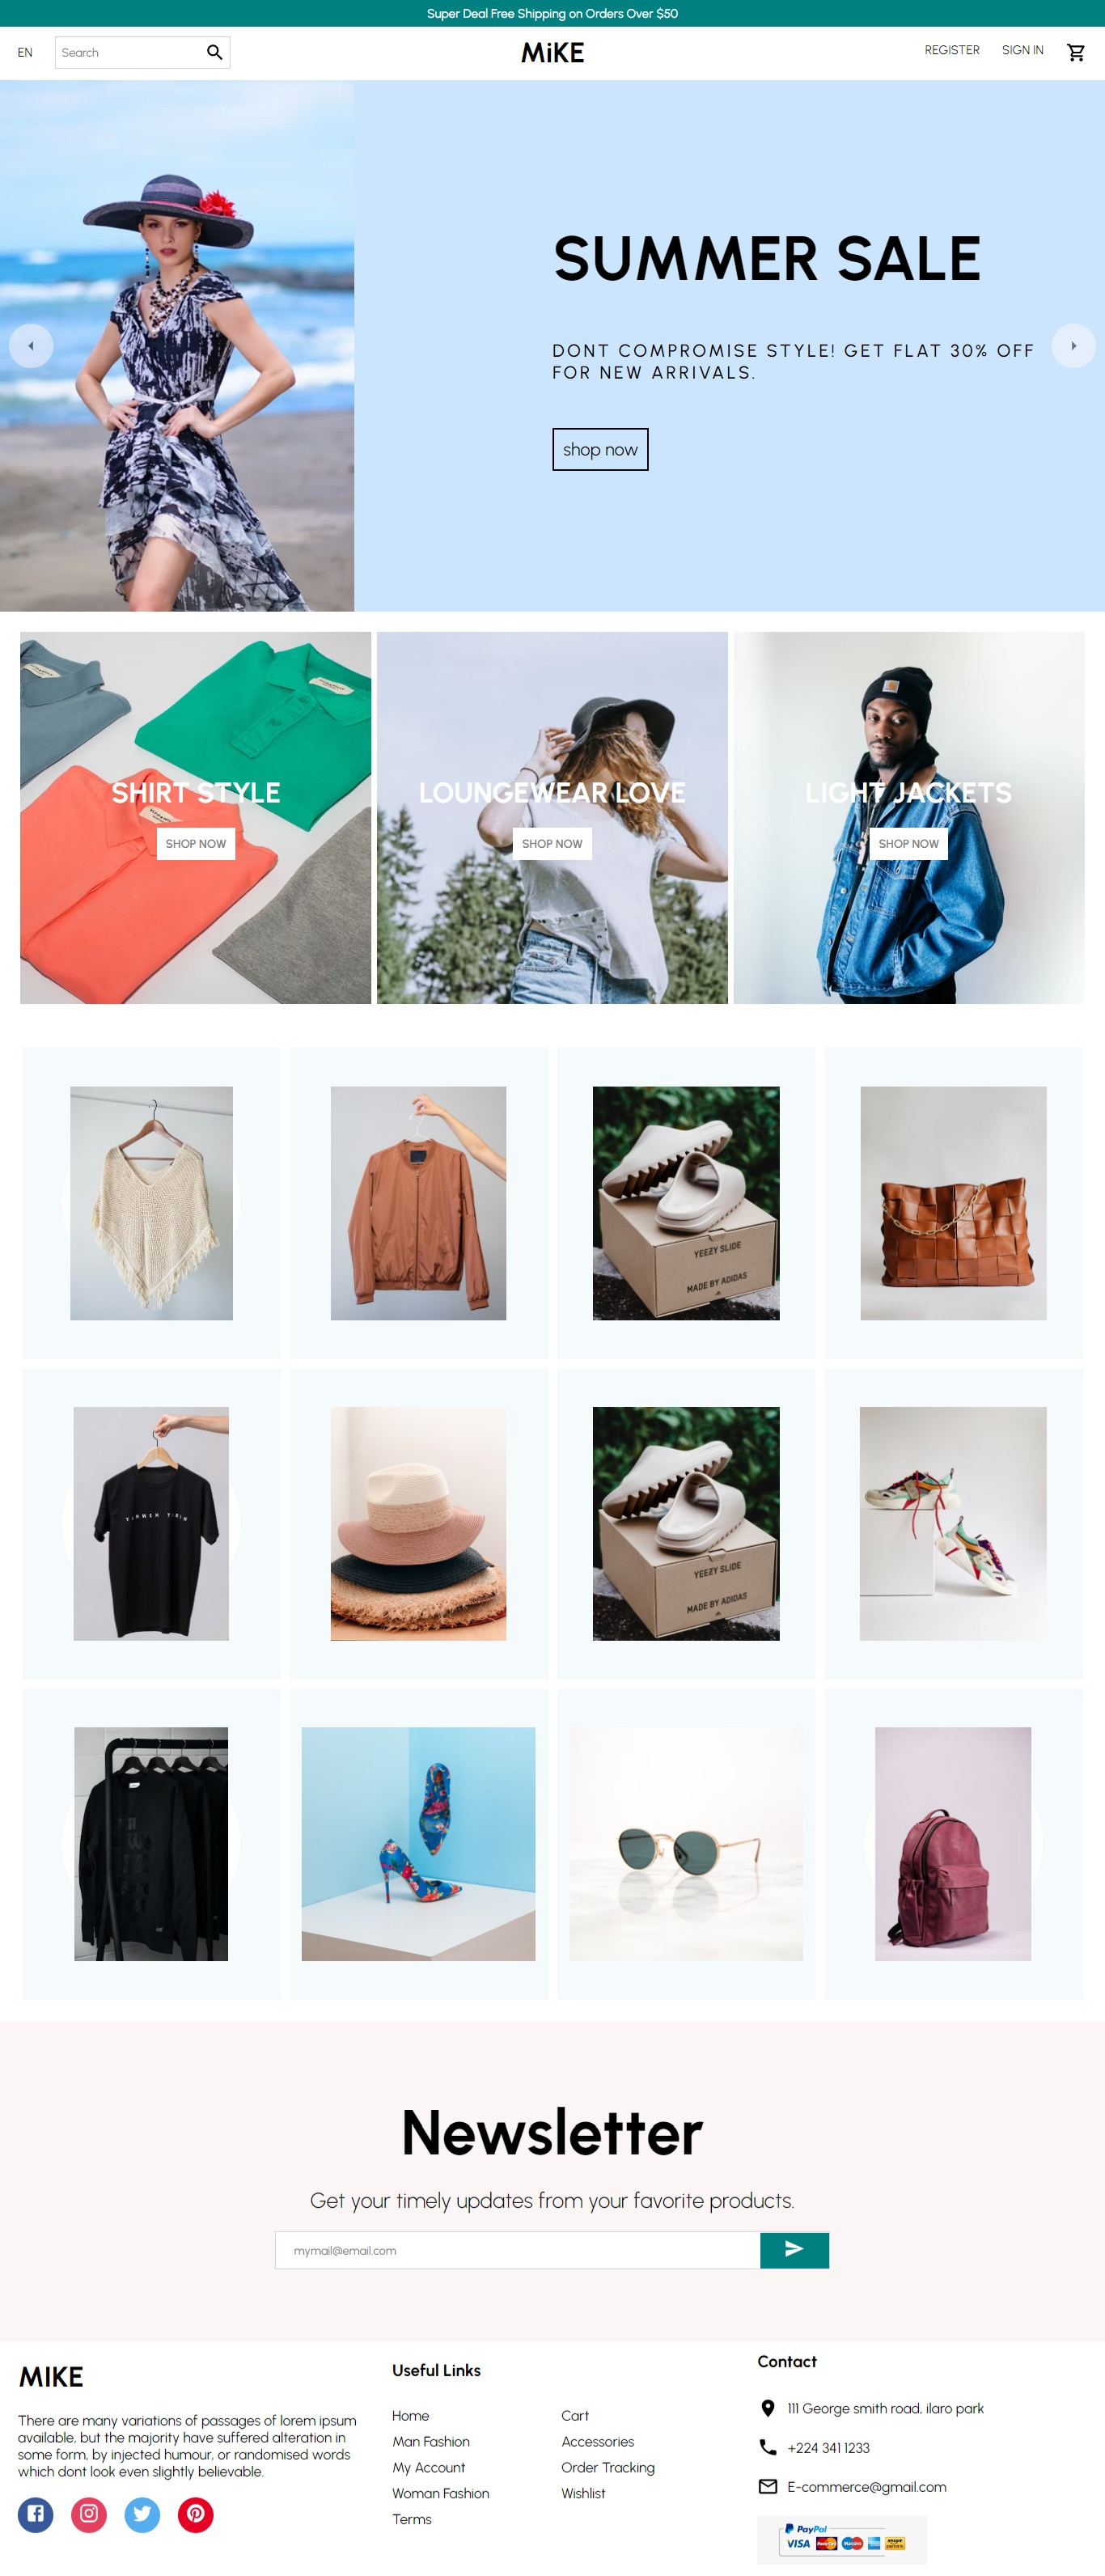 Super Deal Free Shipping on Orders Over $50
EN
Search
MiKE
REGISTER
SIGN IN
SUMMER SALE
DONT COMPROMISE STYLE! GET FLAT 30% OFF
FOR NEW ARRIVALS.
shop now
SHIRT STYLE
SHOP NOW
LOUNGEWEAR LOVE
SHOP NOW
LIGHT JACKETS
SHOP NOW
YEEZY SLIDE
MADE BY ADIDAS
YEEZY SLIDE
MADE BY ADIDAS
Newsletter
Get your timely updates from your favorite products.
mymail@email.com
MIKE
There are many variations of passages of lorem ipsum
available, but the majority have suffered alteration in
some form, by injected humour, or randomised words
which dont look even slightly believable.
Useful Links
Home
Cart
Man Fashion
Accessories
My Account
Order Tracking
Woman Fashion
Wishlist
Terms
Contact
111 George smith road, ilaro park
+224 341 1233
E-commerce@gmail.com
PayPal
VISA